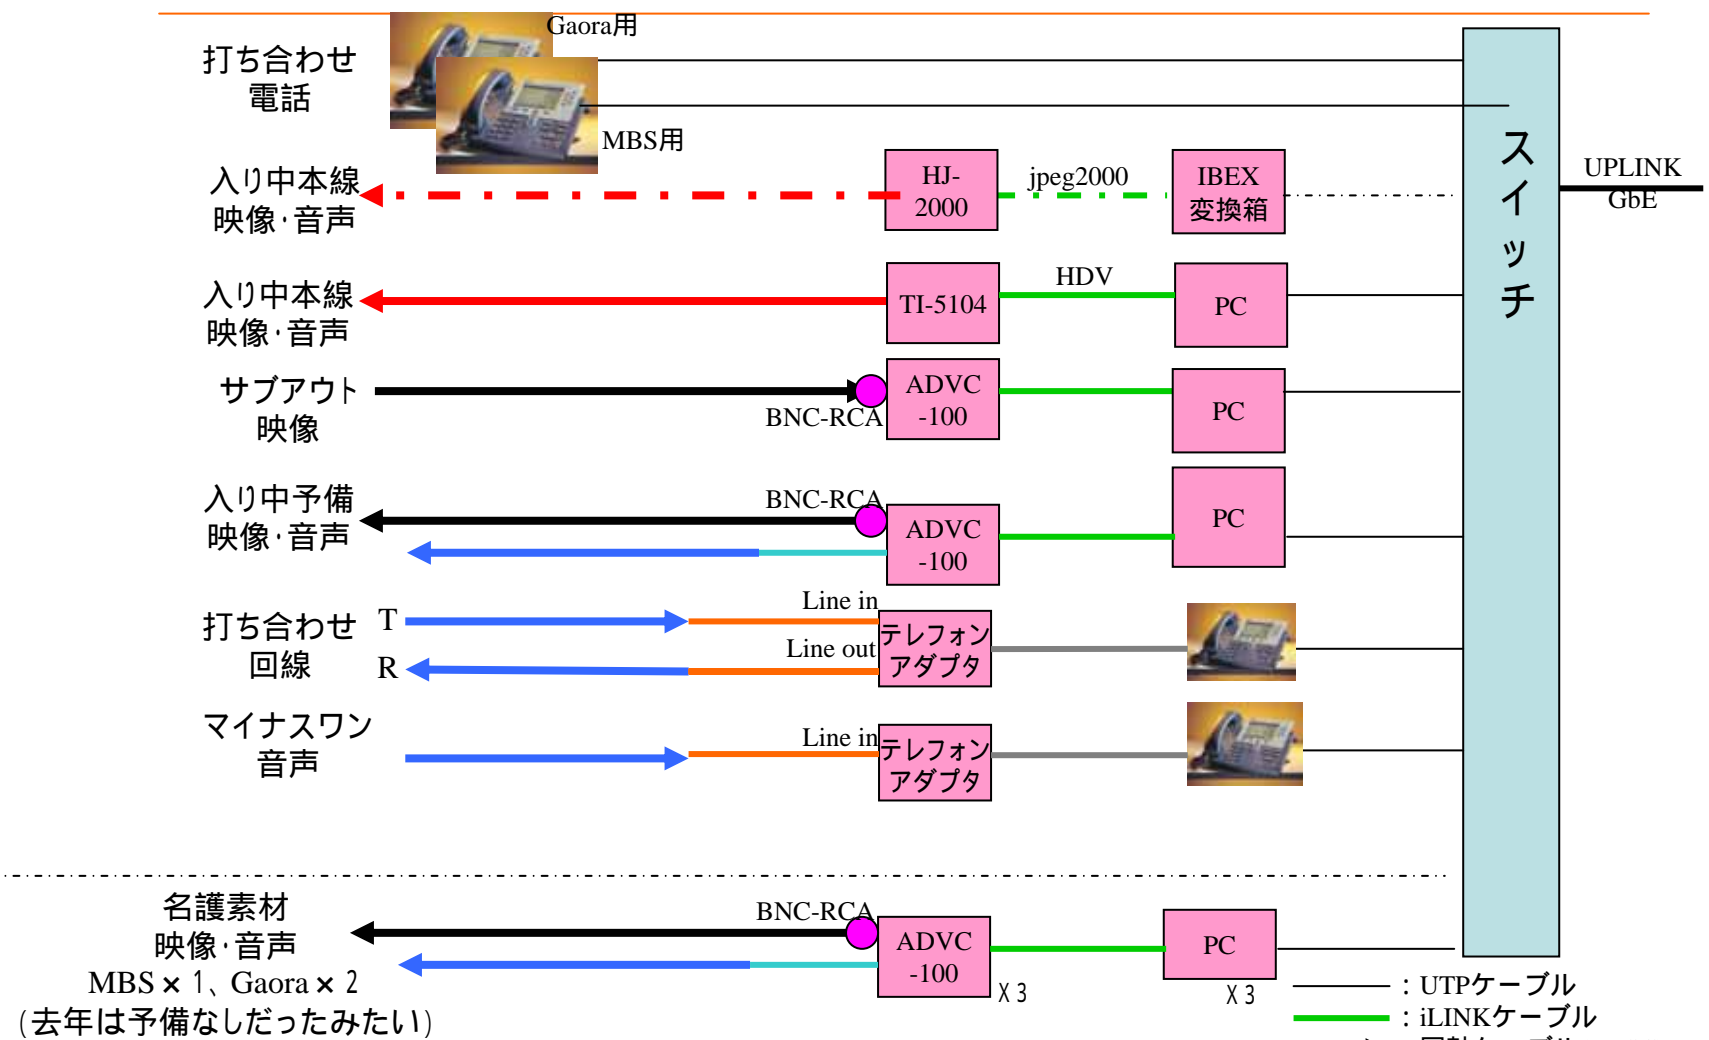 Gaora用
打ち合わせ
電話
MBS用
入り中本線
映像・音声
HJ-
2000
jpeg2000
IBEX
変換箱
スイッチ
UPLINK
GbE
入り中本線
映像・音声
TI-5104
HDV
PC
サブアウト
映像
BNC-RCA
ADVC
-100
PC
入り中予備
映像・音声
BNC-RCA
ADVC
-100
PC
打ち合わせ
回線
T
R
Line in
Line out
テレフォン
アダプタ
マイナスワン
音声
Line in
テレフォン
アダプタ
名護素材
映像・音声
MBS×1、Gaora×2
(去年は予備なしだったみたい)
BNC-RCA
ADVC
-100
X3
PC
X3
：UTPケーブル
：iLINKケーブル